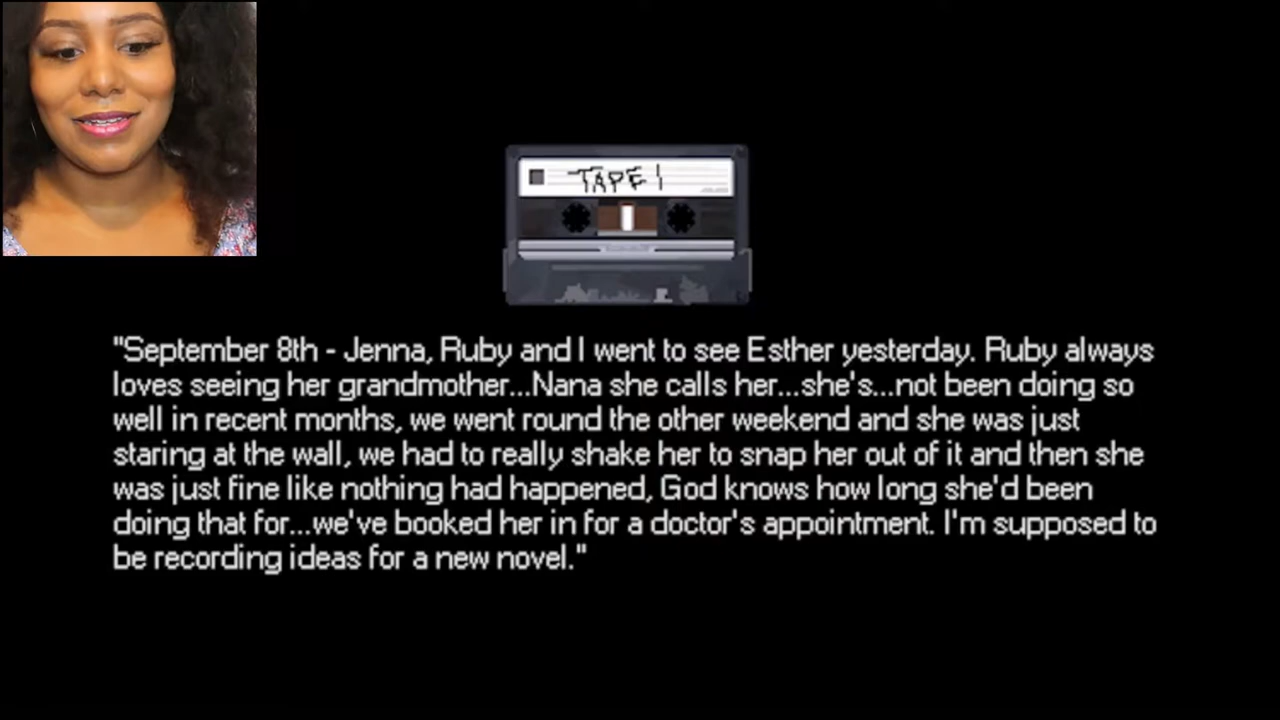 TAPE 1
"September 8th - Jenna, Ruby and I went to see Esther yesterday. Ruby always
loves seeing her grandmother...Nana she calls her...she's...not been doing so
well in recent months, we went round the other weekend and she was just
staring at the wall, we had to really shake her to snap her out of it and then she
was just fine like nothing had happened, God knows how long she'd been
doing that for...we've booked her in for a doctor's appointment. I'm supposed to
be recording ideas for a new novel."